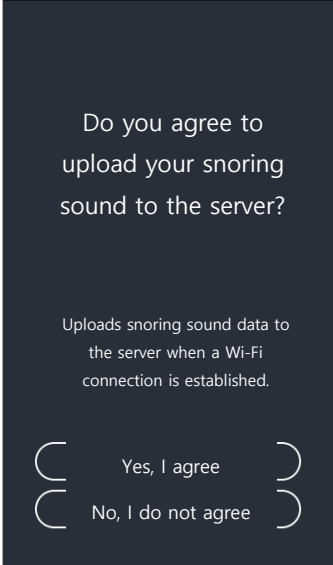 Do you agree to
upload your snoring
sound to the server?
Uploads snoring sound data to
the server when a Wi-Fi
connection is established.
Yes, I agree
No, I do not agree